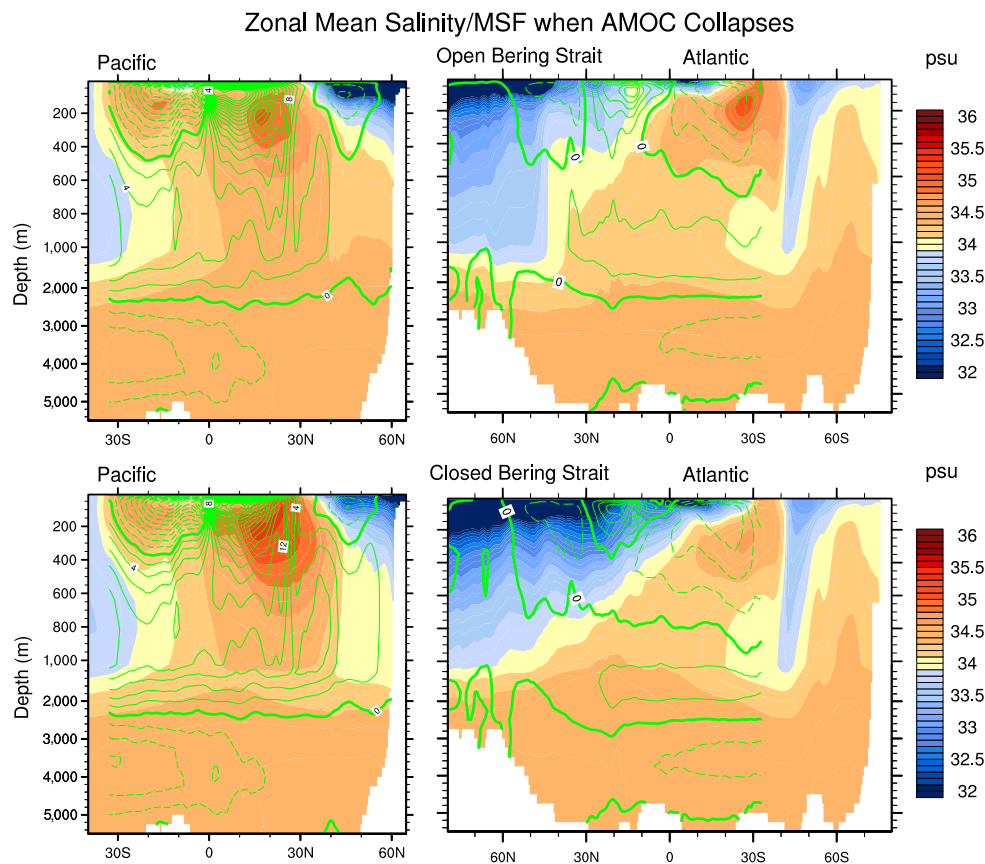 Zonal Mean Salinity/MSF when AMOC Collapses
Pacific
Open Bering Strait
Atlantic
psu
Depth (m)
200
400
600
800
1,000
2,000
3,000
4,000
5,000
30S
0
30N
60N
4
8
4
0
60N
30N
0
30S
60S
0
0
0
36
35.5
35
34.5
34
33.5
33
32.5
32
Pacific
Closed Bering Strait
Atlantic
psu
Depth (m)
200
400
600
800
1,000
2,000
3,000
4,000
5,000
30S
0
30N
60N
8
4
12
4
0
60N
30N
0
30S
60S
0
0
36
35.5
35
34.5
34
33.5
33
32.5
32